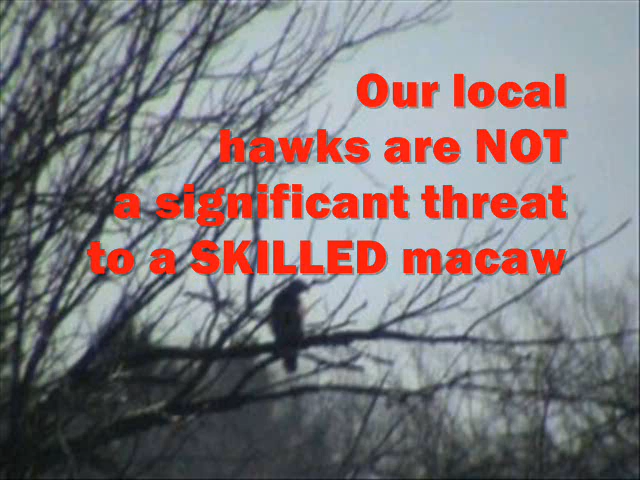 Our local
hawks are NOT
a significant threat
to a SKILLED macaw